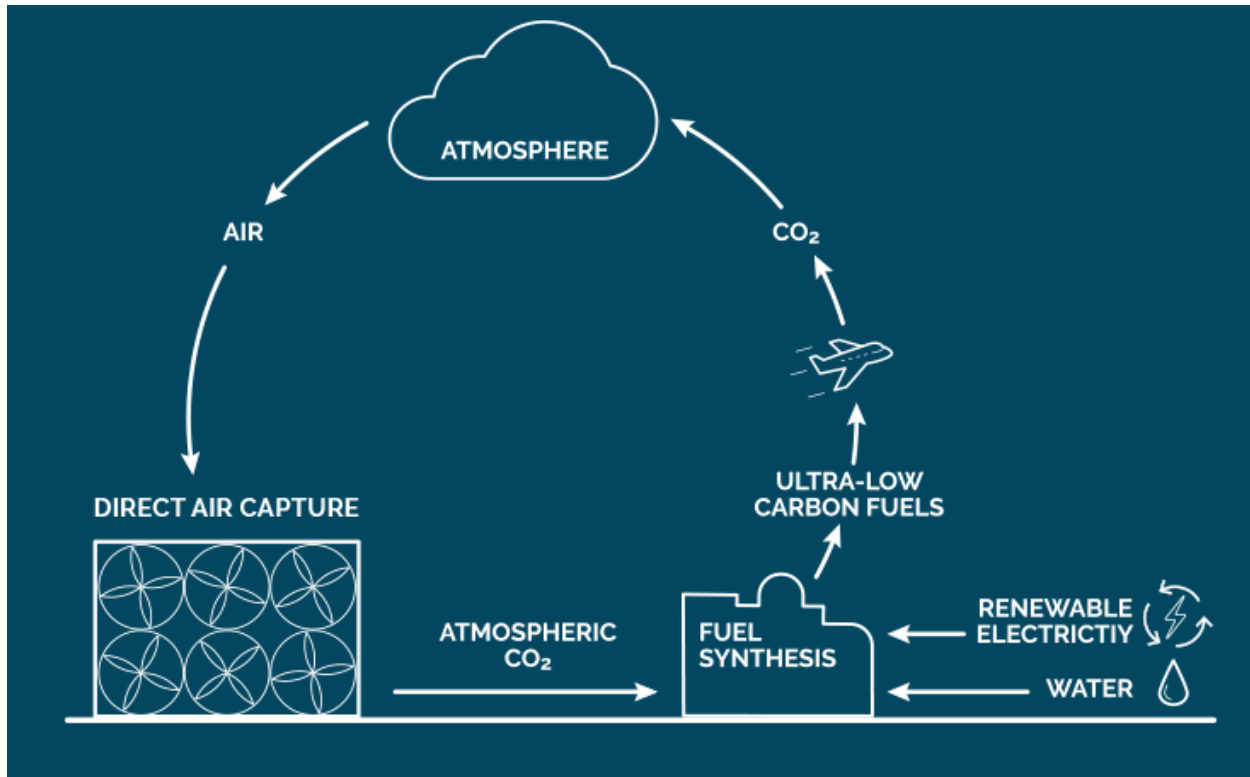 ATMOSPHERE
AIR
CO₂
DIRECT AIR CAPTURE
ULTRA-LOW
CARBON FUELS
ATMOSPHERIC
CO₂
FUEL
SYNTHESIS
RENEWABLE
ELECTRICTIY
WATER